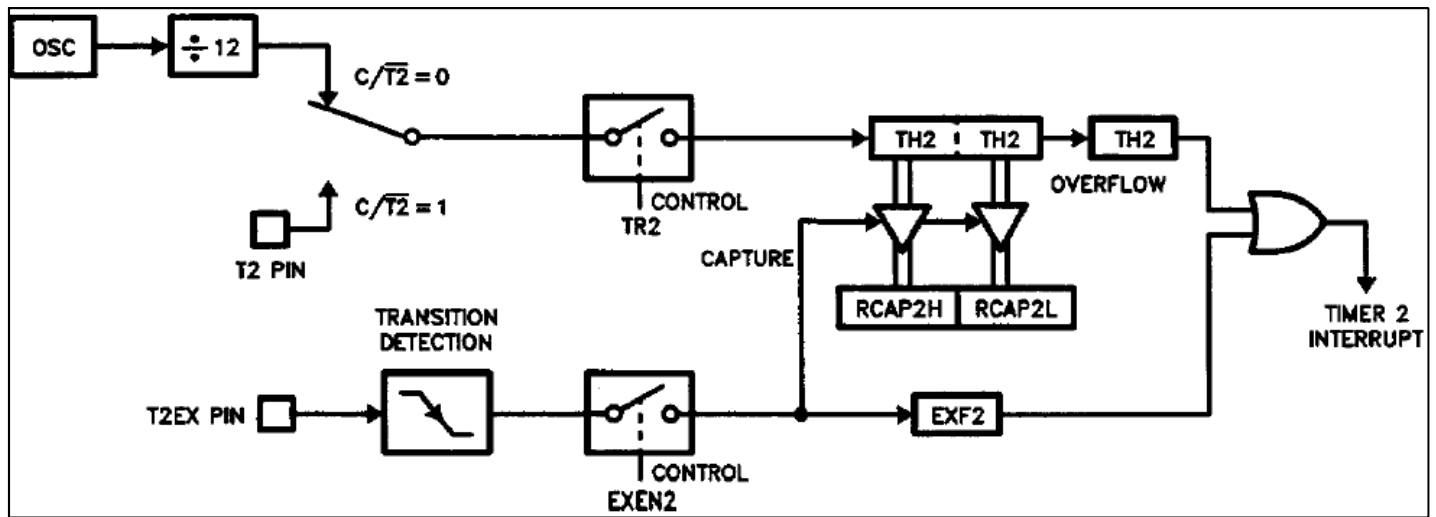 OSC
÷ 12
C/T2̅ = 0
TH2
TH2
TH2
OVERFLOW
C/T2̅ = 1
CONTROL
TR2
T2 PIN
CAPTURE
RCAP2H
RCAP2L
TIMER 2
INTERRUPT
TRANSITION
DETECTION
T2EX PIN
EXF2
CONTROL
EXEN2